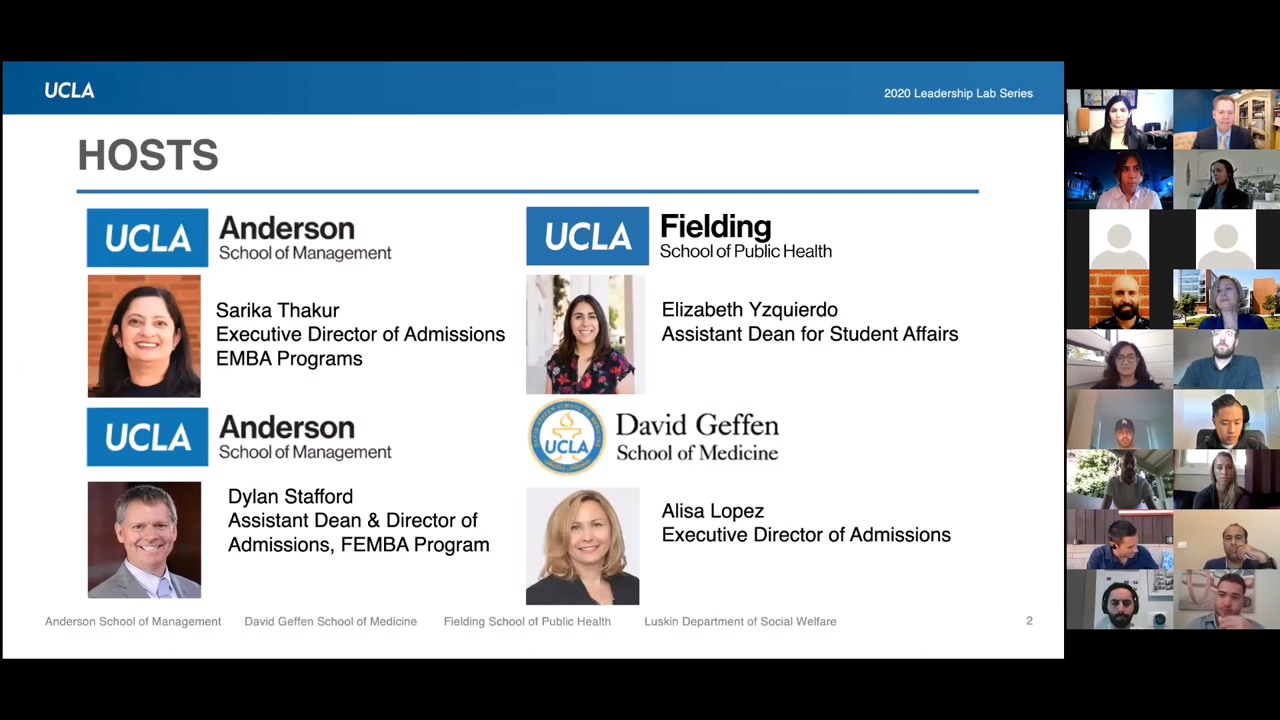 UCLA
2020 Leadership Lab Series
HOSTS
UCLA Anderson
School of Management
Sarika Thakur
Executive Director of Admissions
EMBA Programs
UCLA Fielding
School of Public Health
Elizabeth Yzquierdo
Assistant Dean for Student Affairs
UCLA Anderson
School of Management
Dylan Stafford
Assistant Dean & Director of
Admissions, FEMBA Program
UCLA
David Geffen
School of Medicine
Alisa Lopez
Executive Director of Admissions
Anderson School of Management David Geffen School of Medicine Fielding School of Public Health Luskin Department of Social Welfare 2